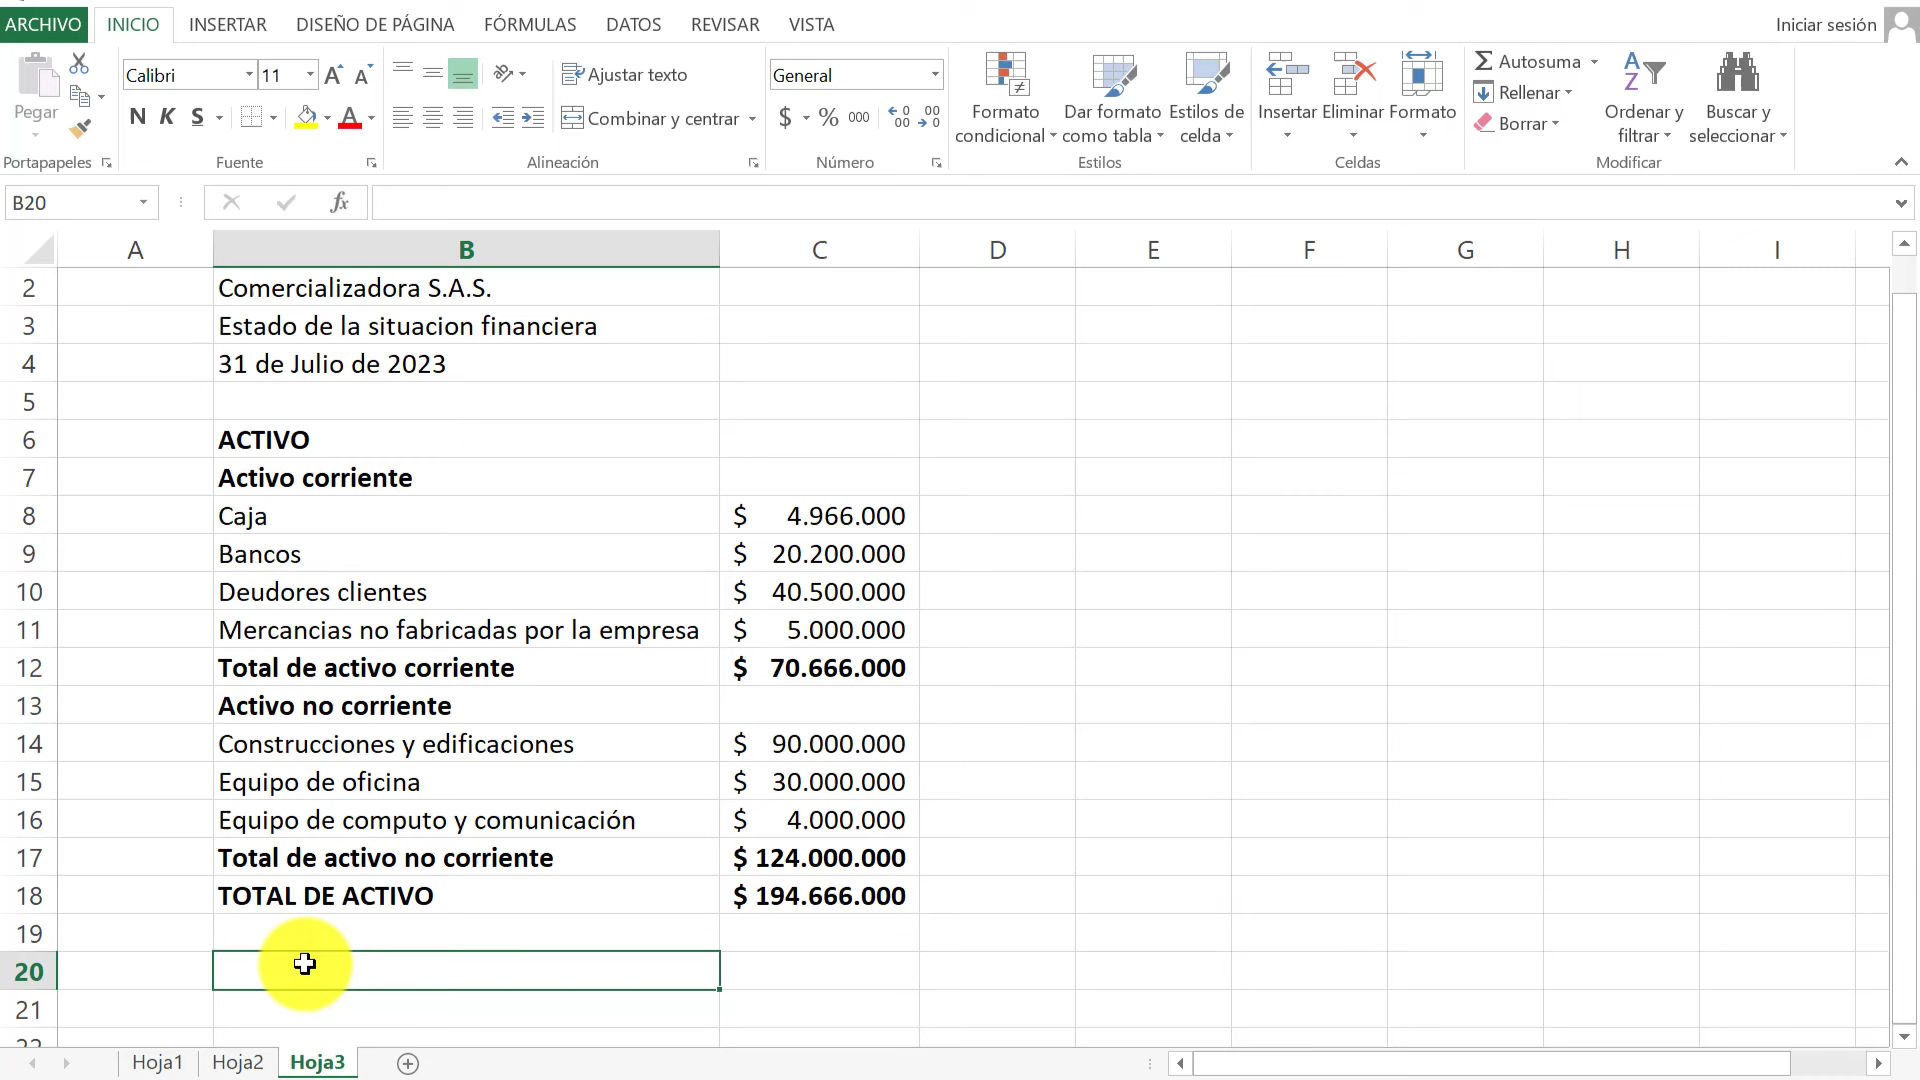 ARCHIVO INICIO INSERTAR DISEÑO DE PÁGINA FÓRMULAS DATOS REVISAR VISTA Iniciar sesión
Pegar
Portapapeles
Calibri 11
N K S
Fuente
Ajustar texto
Combinar y centrar
Alineación
General
$ % 000
Número
Formato condicional
Dar formato como tabla
Estilos de celda
Estilos
Insertar Eliminar Formato
Celdas
Autosuma
Rellenar
Borrar
Ordenar y filtrar
Buscar y seleccionar
Modificar
B20 fx
A B C D E F G H I
2 Comercializadora S.A.S.
3 Estado de la situacion financiera
4 31 de Julio de 2023
5
6 ACTIVO
7 Activo corriente
8 Caja $ 4.966.000
9 Bancos $ 20.200.000
10 Deudores clientes $ 40.500.000
11 Mercancias no fabricadas por la empresa $ 5.000.000
12 Total de activo corriente $ 70.666.000
13 Activo no corriente
14 Construcciones y edificaciones $ 90.000.000
15 Equipo de oficina $ 30.000.000
16 Equipo de computo y comunicación $ 4.000.000
17 Total de activo no corriente $ 124.000.000
18 TOTAL DE ACTIVO $ 194.666.000
19
20
21
22
Hoja1 Hoja2 Hoja3